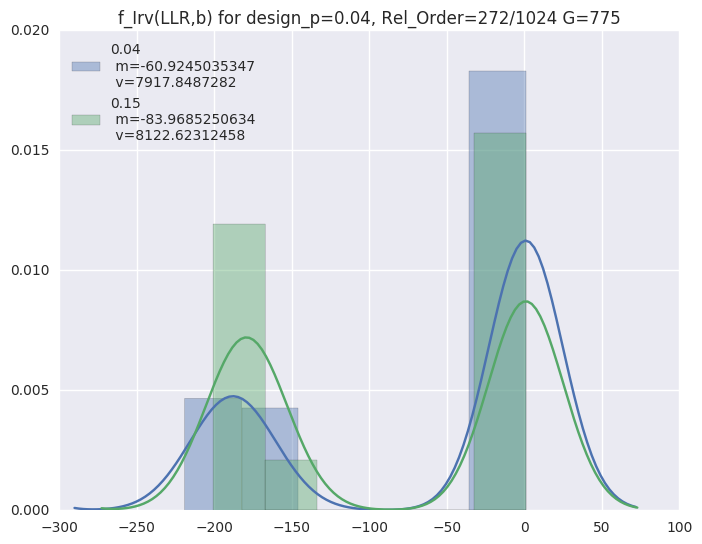 f_Irv(LLR,b) for design_p=0.04, Rel_Order=272/1024 G=775
0.04
m=-60.9245035347
v=7917.8487282
0.15
m=-83.9685250634
v=8122.62312458
0.020
0.015
0.010
0.005
0.000
−300 −250 −200 −150 −100 −50 0 50 100